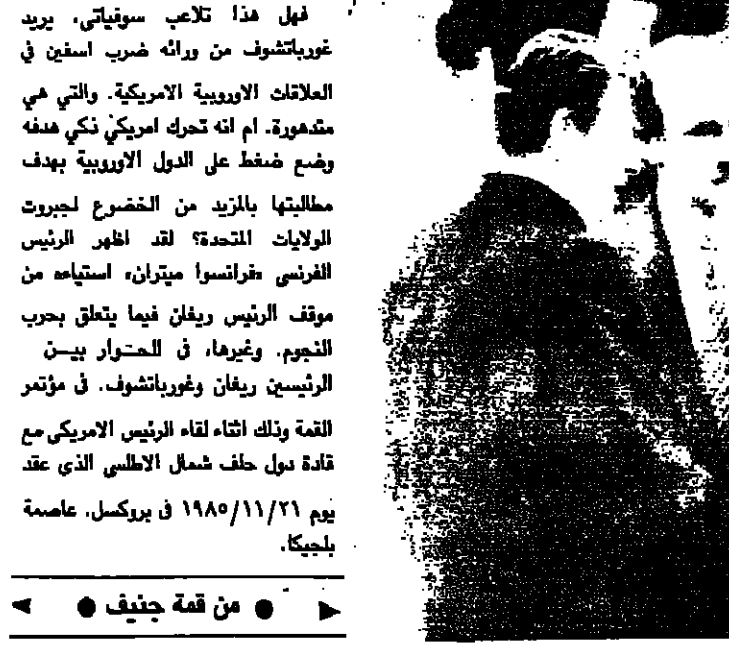 فهل هذا تلاعب سوفياتي، يريد
غورباتشوف من ورائه ضرب اسفين في
العلاقات الاوروبية الامريكية. والتي هي
متدهورة. ام انه تحرك امريكي ذكي هدفه
وضع ضغط على الدول الاوروبية بهدف
مطالبتها بالمزيد من الخضوع لجبروت
الولايات المتحدة؟ لقد اظهر الرئيس
الفرنسي «فرانسوا ميتران» استياءه من
موقف الرئيس ريغان فيما يتعلق بحرب
النجوم. وغيرها، في الحـوار بيـــن
الرئيسين ريغان وغورباتشوف. في مؤتمر
القمة وذلك اثناء لقاء الرئيس الامريكي مع
قادة دول حلف شمال الاطلسي الذي عقد
يوم ١٩٨٥/١١/٢١ في بروكسل. عاصمة
بلجيكا.
◄ ● من قمة جنيف ● ►